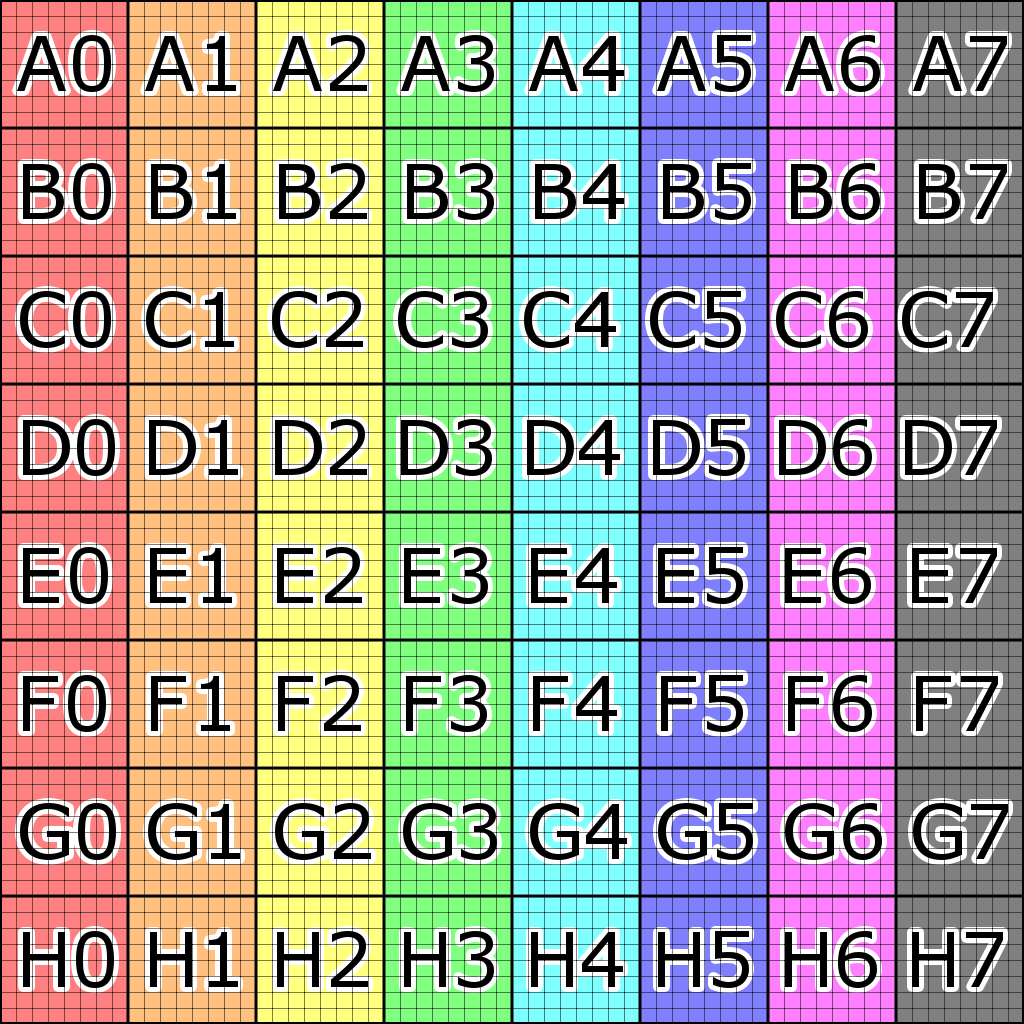 A0 A1 A2 A3 A4 A5 A6 A7
B0 B1 B2 B3 B4 B5 B6 B7
C0 C1 C2 C3 C4 C5 C6 C7
D0 D1 D2 D3 D4 D5 D6 D7
E0 E1 E2 E3 E4 E5 E6 E7
F0 F1 F2 F3 F4 F5 F6 F7
G0 G1 G2 G3 G4 G5 G6 G7
H0 H1 H2 H3 H4 H5 H6 H7